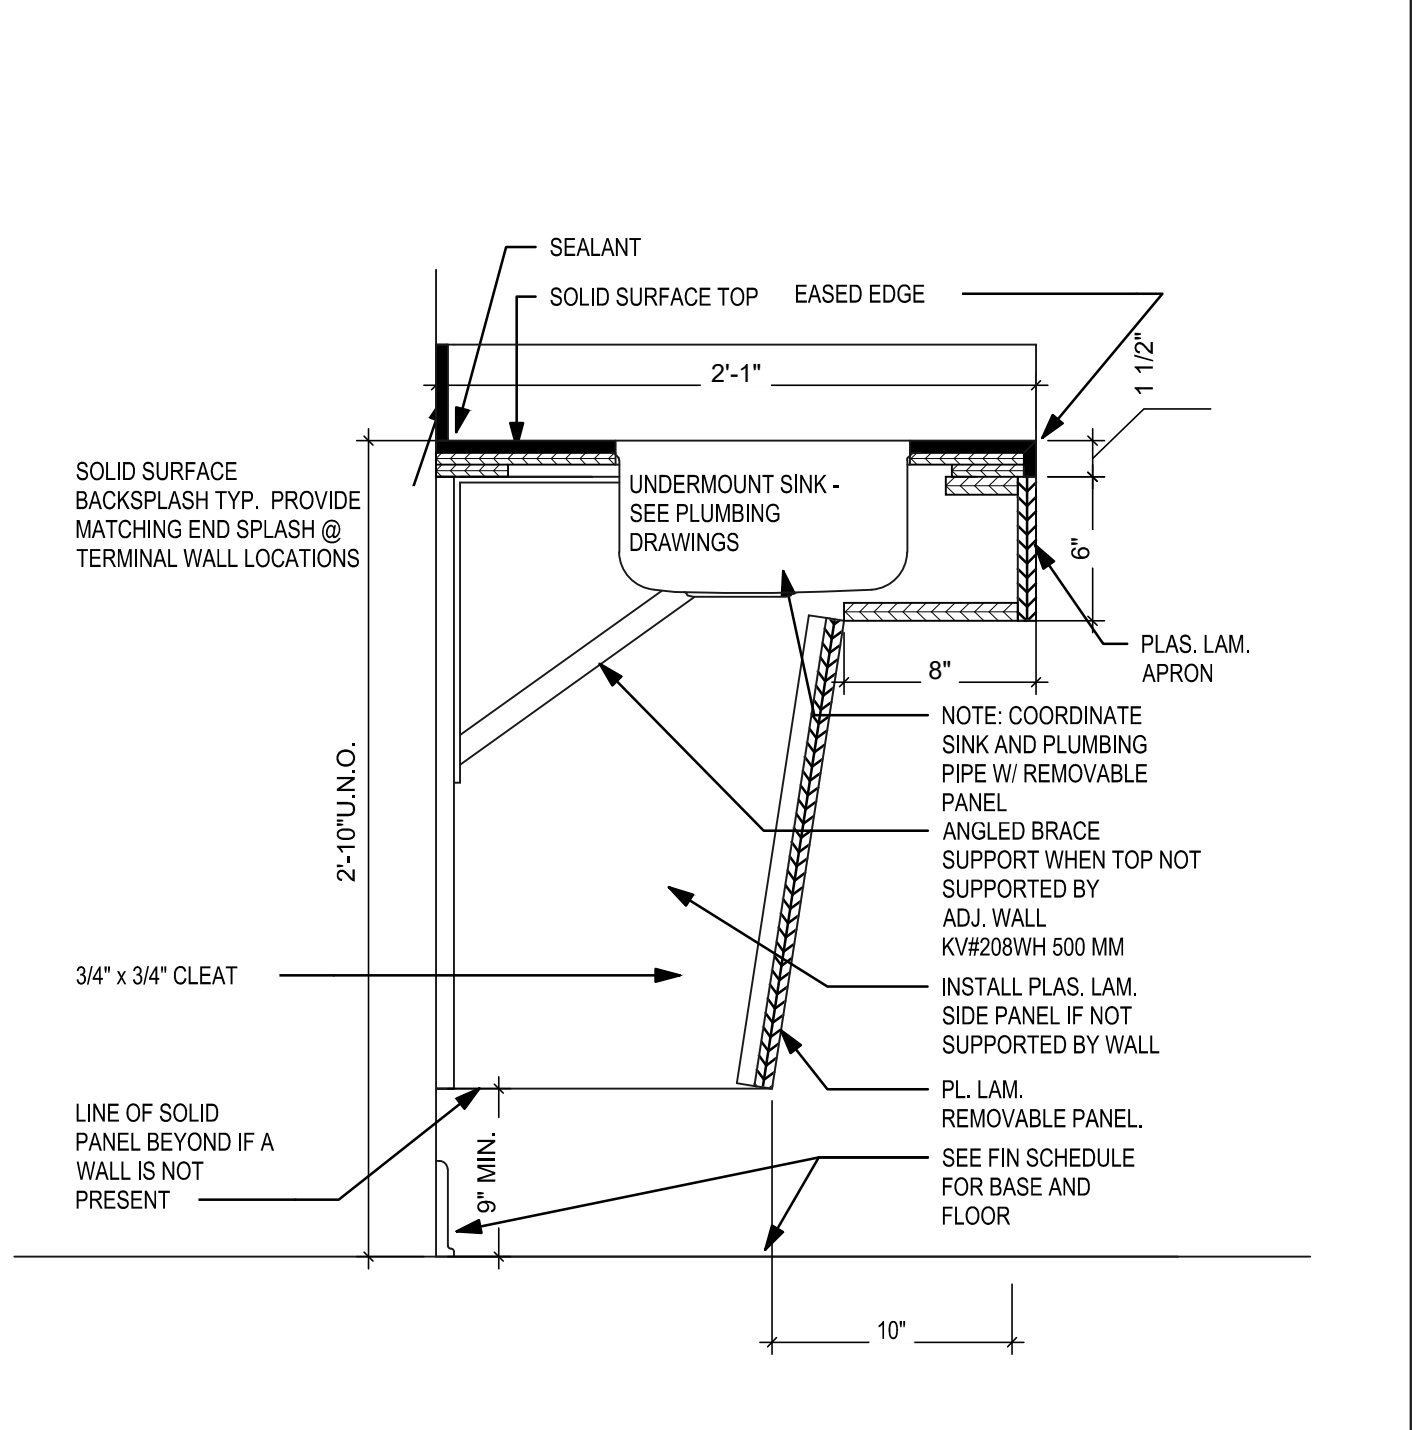 SEALANT
SOLID SURFACE TOP
EASED EDGE
1 1/2"
2'-1"
SOLID SURFACE
BACKSPLASH TYP.  PROVIDE
MATCHING END SPLASH @
TERMINAL WALL LOCATIONS
UNDERMOUNT SINK -
SEE PLUMBING
DRAWINGS
6"
PLAS. LAM.
APRON
8"
NOTE: COORDINATE
SINK AND PLUMBING
PIPE W/ REMOVABLE
PANEL
ANGLED BRACE
SUPPORT WHEN TOP NOT
SUPPORTED BY
ADJ. WALL
KV#208WH 500 MM
2'-10"U.N.O.
3/4" x 3/4" CLEAT
INSTALL PLAS. LAM.
SIDE PANEL IF NOT
SUPPORTED BY WALL
PL. LAM.
REMOVABLE PANEL.
LINE OF SOLID
PANEL BEYOND IF A
WALL IS NOT
PRESENT
9" MIN.
SEE FIN SCHEDULE
FOR BASE AND
FLOOR
10"